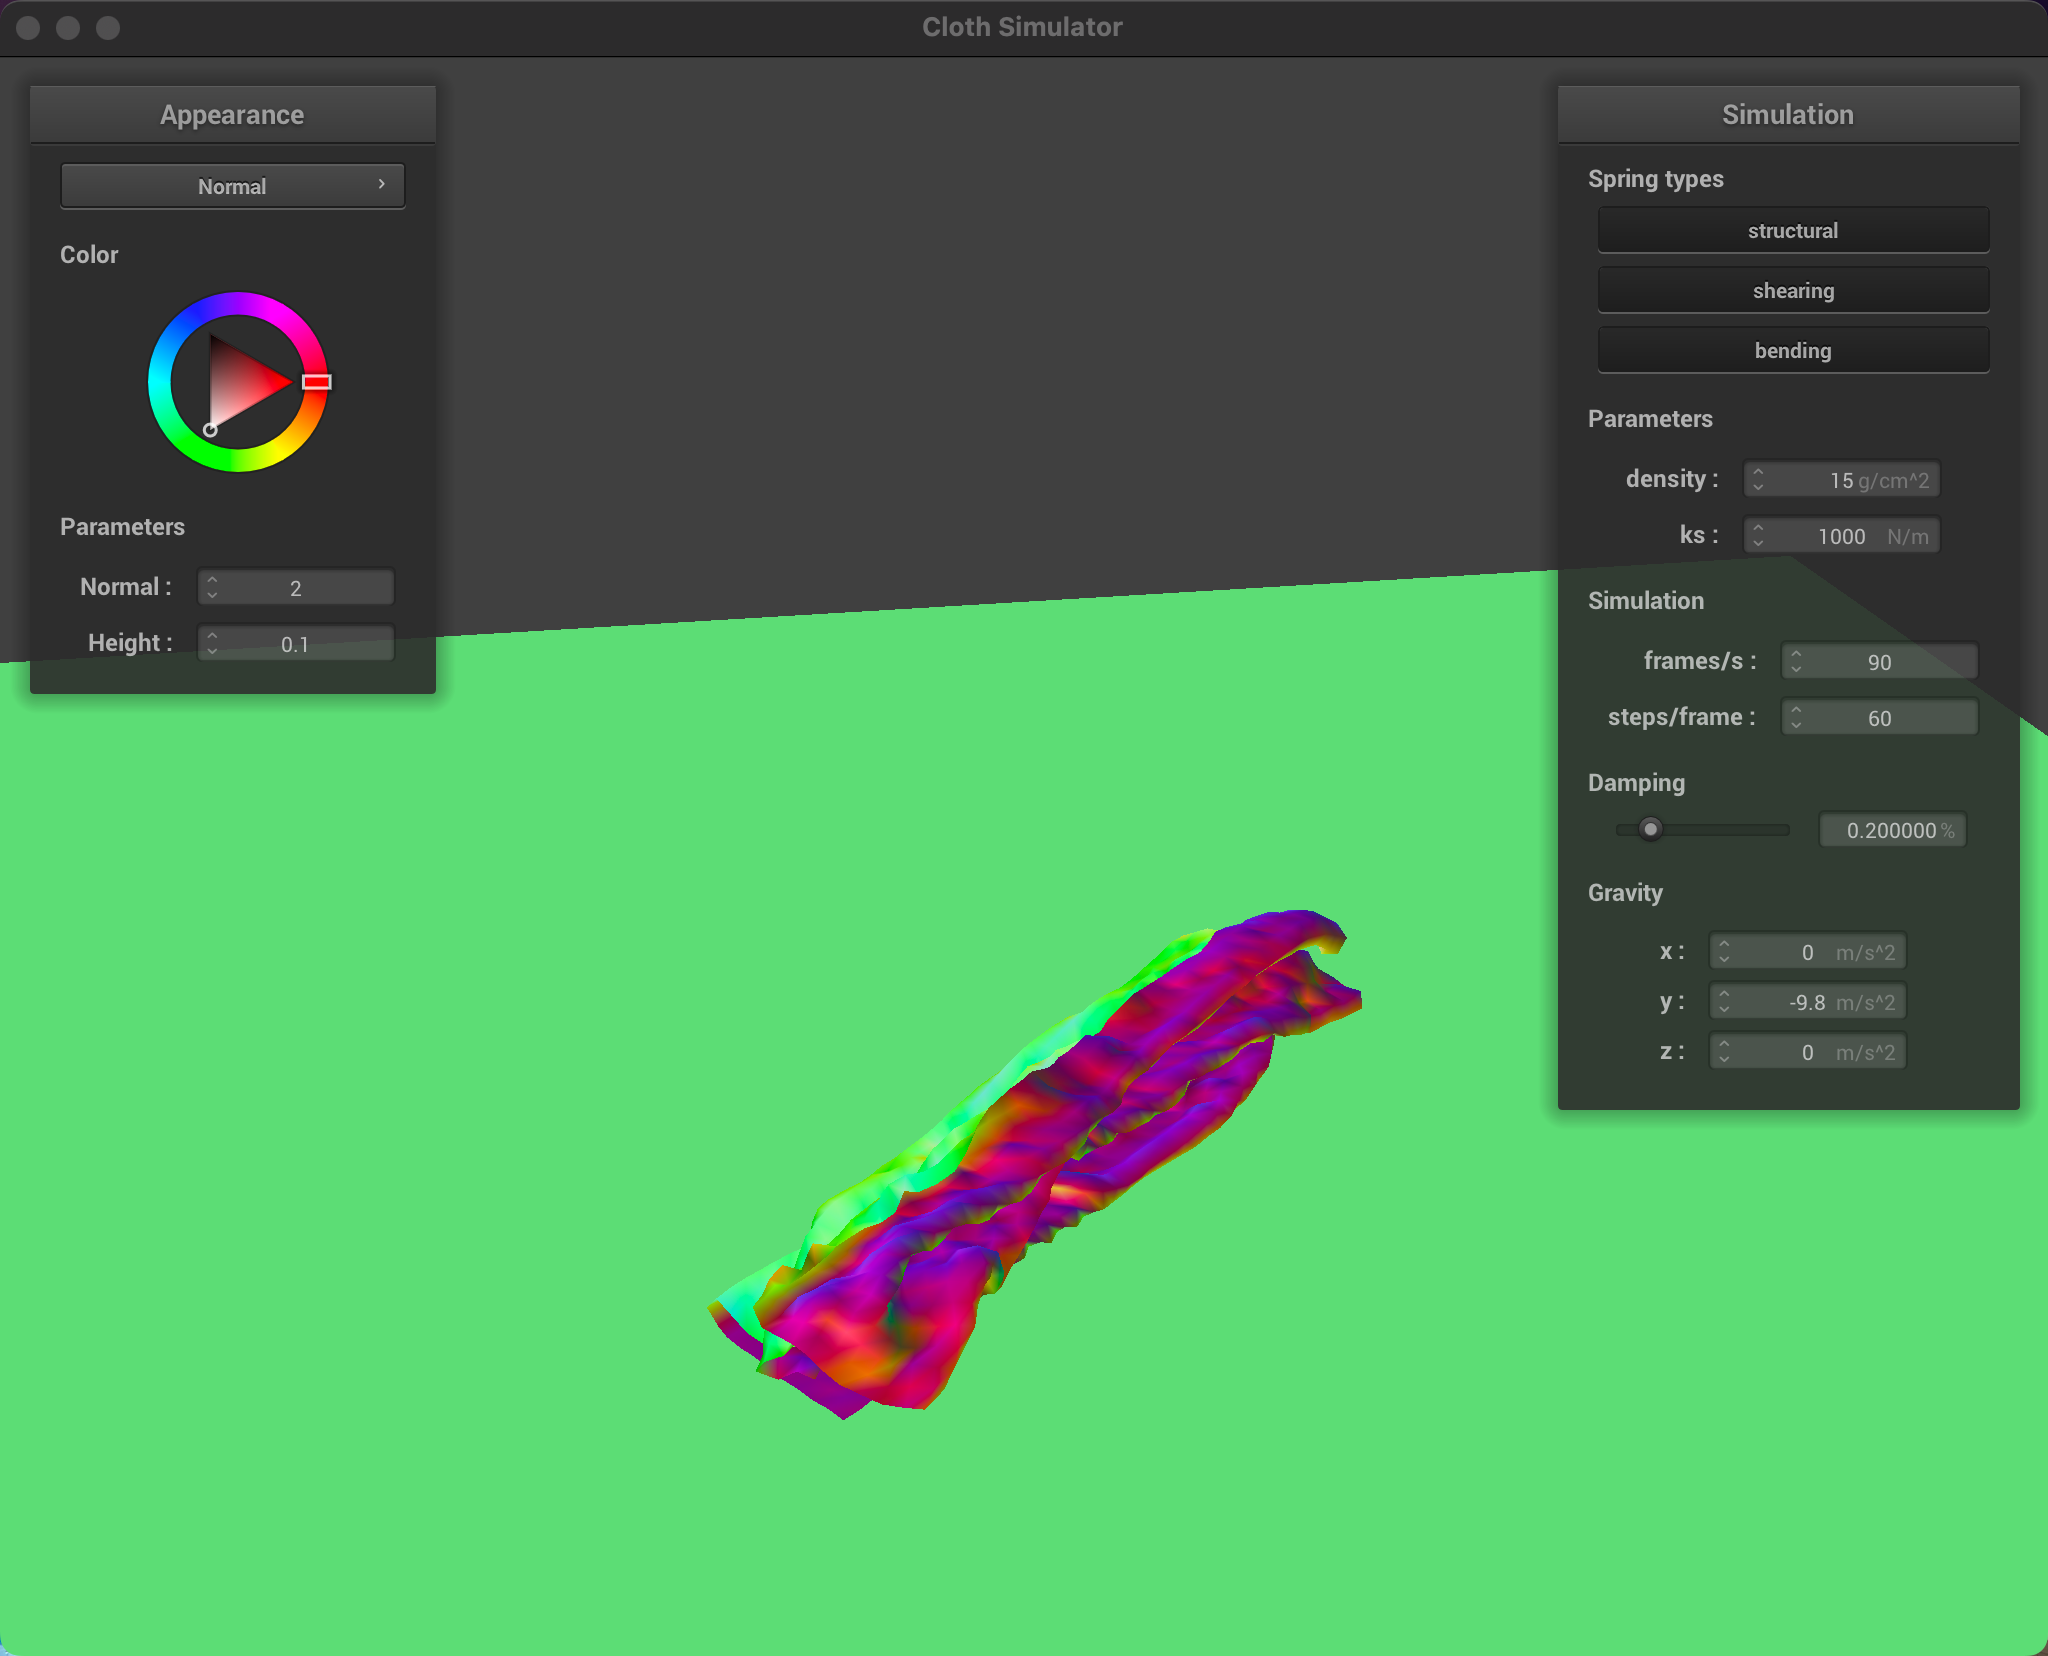 Cloth Simulator
Appearance
Normal
Color
Parameters
Normal : 2
Height : 0.1
Simulation
Spring types
structural
shearing
bending
Parameters
density : 15 g/cm^2
ks : 1000 N/m
Simulation
frames/s : 90
steps/frame : 60
Damping
0.200000 %
Gravity
x : 0 m/s^2
y : -9.8 m/s^2
z : 0 m/s^2